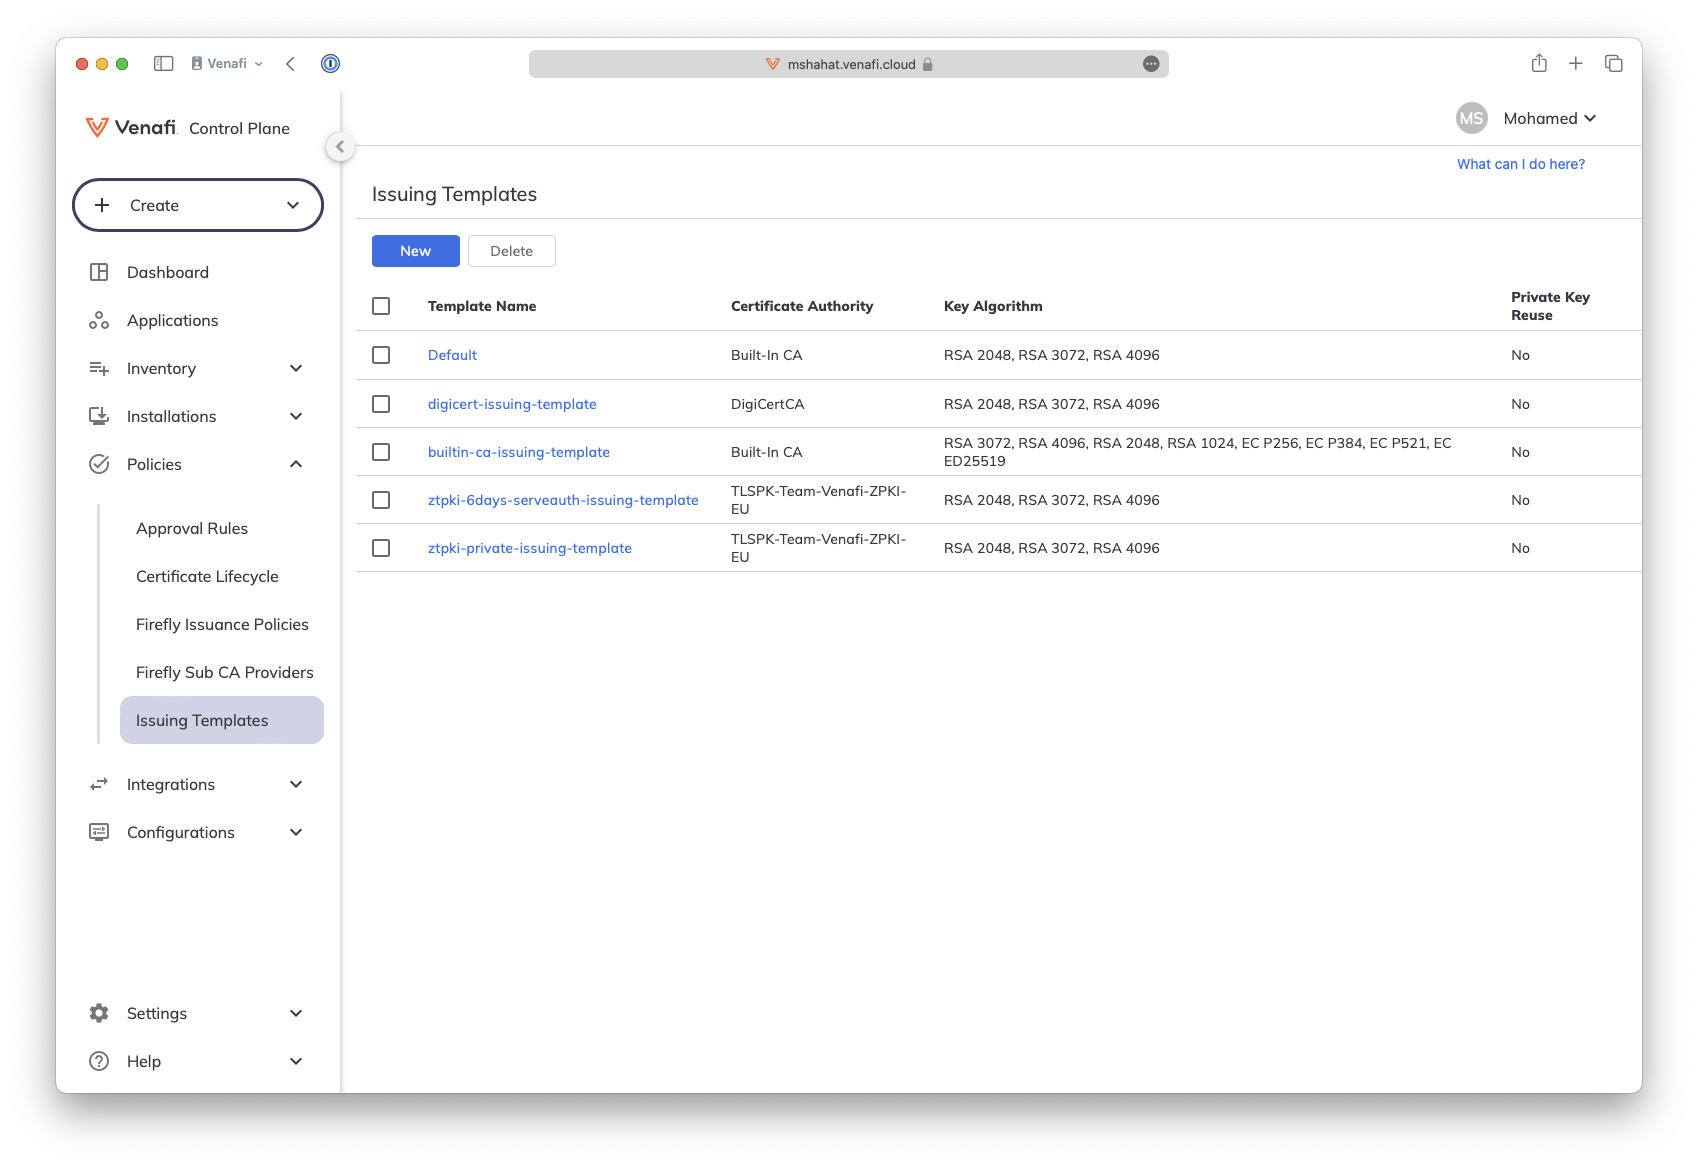 Venafi
mshahat.venafi.cloud
Venafi Control Plane
MS Mohamed
What can I do here?
Create
Dashboard
Applications
Inventory
Installations
Policies
Approval Rules
Certificate Lifecycle
Firefly Issuance Policies
Firefly Sub CA Providers
Issuing Templates
Integrations
Configurations
Settings
Help
Issuing Templates
New Delete
Template Name Certificate Authority Key Algorithm Private Key
Reuse
Default Built-In CA RSA 2048, RSA 3072, RSA 4096 No
digicert-issuing-template DigiCertCA RSA 2048, RSA 3072, RSA 4096 No
builtin-ca-issuing-template Built-In CA RSA 3072, RSA 4096, RSA 2048, RSA 1024, EC P256, EC P384, EC P521, EC
ED25519 No
ztpki-6days-serveauth-issuing-template TLSPK-Team-Venafi-ZPKI-
EU RSA 2048, RSA 3072, RSA 4096 No
ztpki-private-issuing-template TLSPK-Team-Venafi-ZPKI-
EU RSA 2048, RSA 3072, RSA 4096 No